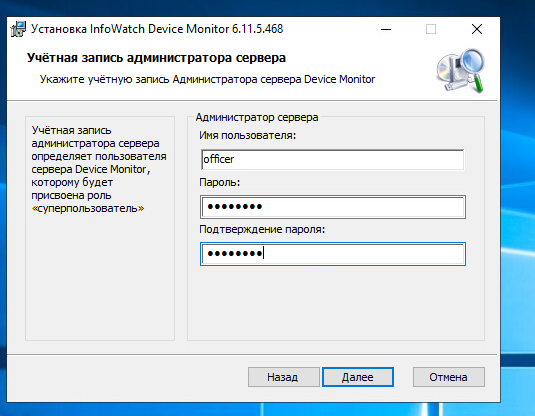 Установка InfoWatch Device Monitor 6.11.5.468
Учётная запись администратора сервера
Укажите учётную запись Администратора сервера Device Monitor
Учётная запись
администратора сервера
определяет пользователя
сервера Device Monitor,
которому будет
присвоена роль
«суперпользователь»
Администратор сервера
Имя пользователя:
officer
Пароль:
●●●●●●●●
Подтверждение пароля:
●●●●●●●●
Назад
Далее
Отмена